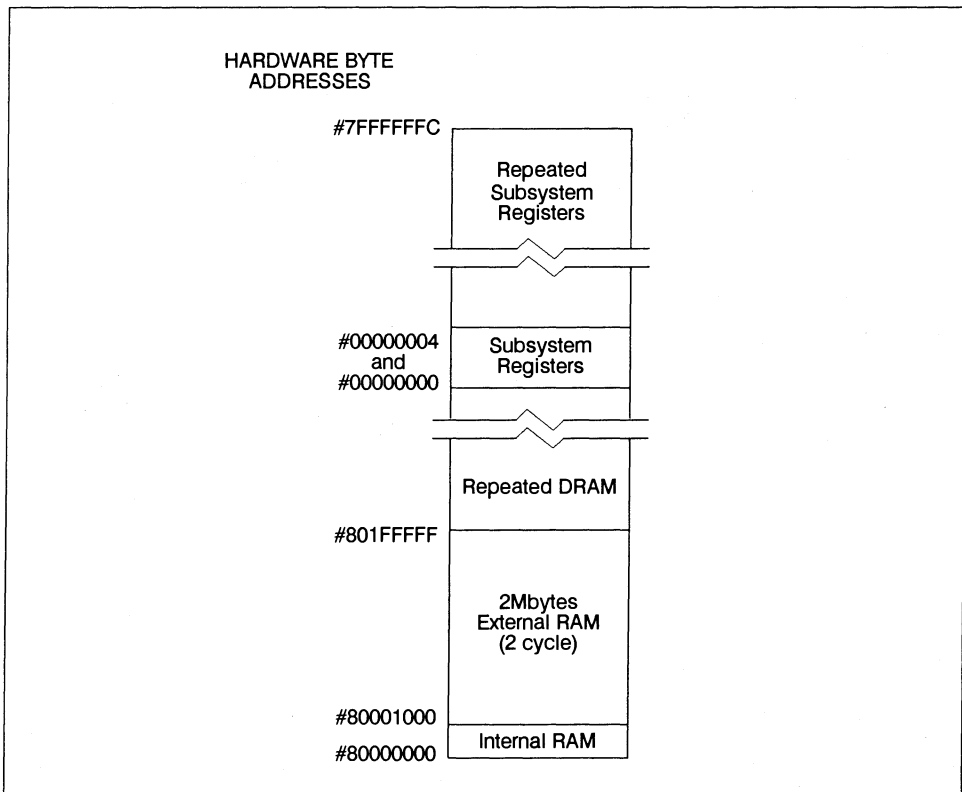 HARDWARE BYTE
ADDRESSES
#7FFFFFFC
Repeated
Subsystem
Registers
#00000004
and
#00000000
Subsystem
Registers
Repeated DRAM
#801FFFFF
2Mbytes
External RAM
(2 cycle)
#80001000
Internal RAM
#80000000